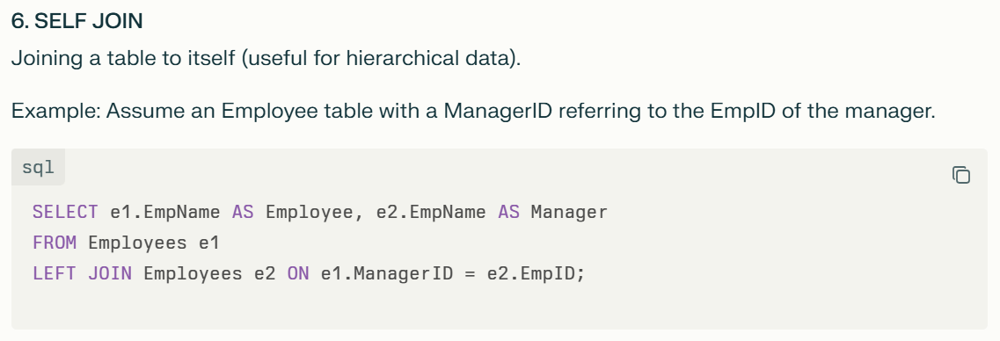 6. SELF JOIN
Joining a table to itself (useful for hierarchical data).
Example: Assume an Employee table with a ManagerID referring to the EmpID of the manager.
sql
SELECT e1.EmpName AS Employee, e2.EmpName AS Manager
FROM Employees e1
LEFT JOIN Employees e2 ON e1.ManagerID = e2.EmpID;